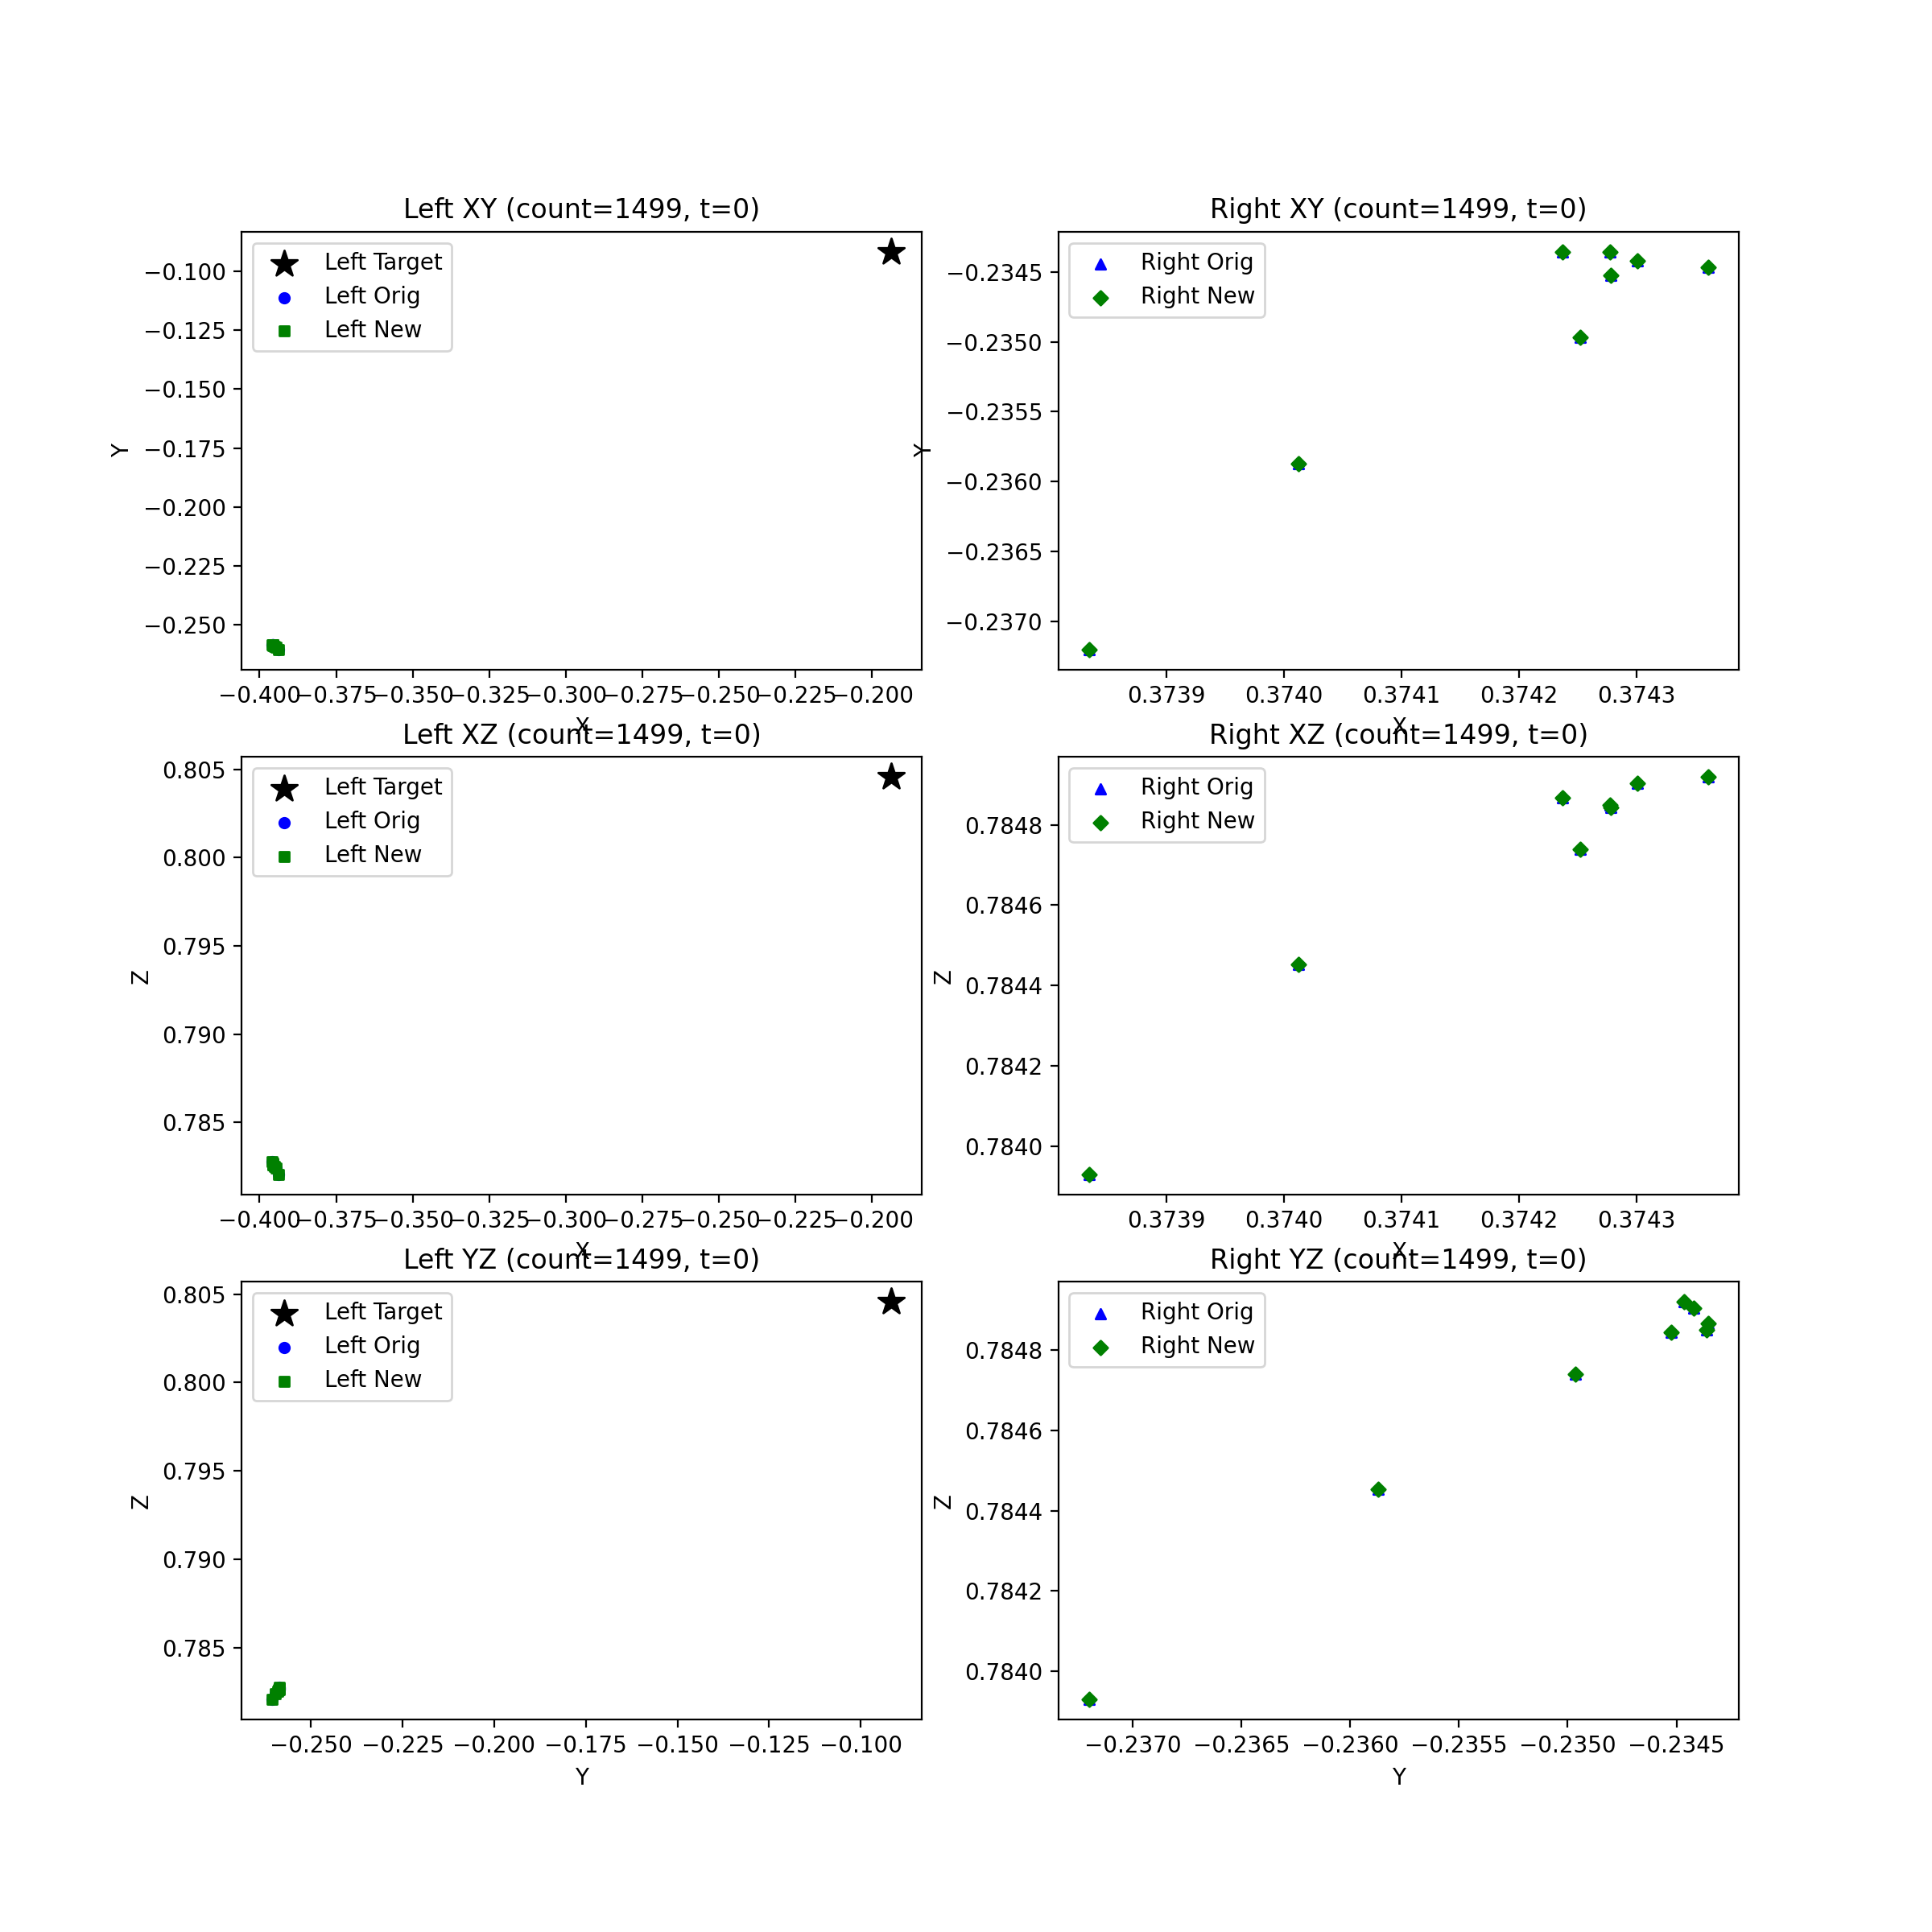 Left XY (count=1499, t=0)
Left Target
Left Orig
Left New
−0.100
−0.125
−0.150
−0.175
−0.200
−0.225
−0.250
Y
−0.400 −0.375 −0.350 −0.325 −0.300 −0.275 −0.250 −0.225 −0.200
X
Right XY (count=1499, t=0)
Right Orig
Right New
−0.2345
−0.2350
−0.2355
−0.2360
−0.2365
−0.2370
Y
0.3739 0.3740 0.3741 0.3742 0.3743
X
Left XZ (count=1499, t=0)
Left Target
Left Orig
Left New
0.805
0.800
0.795
0.790
0.785
Z
−0.400 −0.375 −0.350 −0.325 −0.300 −0.275 −0.250 −0.225 −0.200
X
Right XZ (count=1499, t=0)
Right Orig
Right New
0.7848
0.7846
0.7844
0.7842
0.7840
Z
0.3739 0.3740 0.3741 0.3742 0.3743
X
Left YZ (count=1499, t=0)
Left Target
Left Orig
Left New
0.805
0.800
0.795
0.790
0.785
Z
−0.250 −0.225 −0.200 −0.175 −0.150 −0.125 −0.100
Y
Right YZ (count=1499, t=0)
Right Orig
Right New
0.7848
0.7846
0.7844
0.7842
0.7840
Z
−0.2370 −0.2365 −0.2360 −0.2355 −0.2350 −0.2345
Y